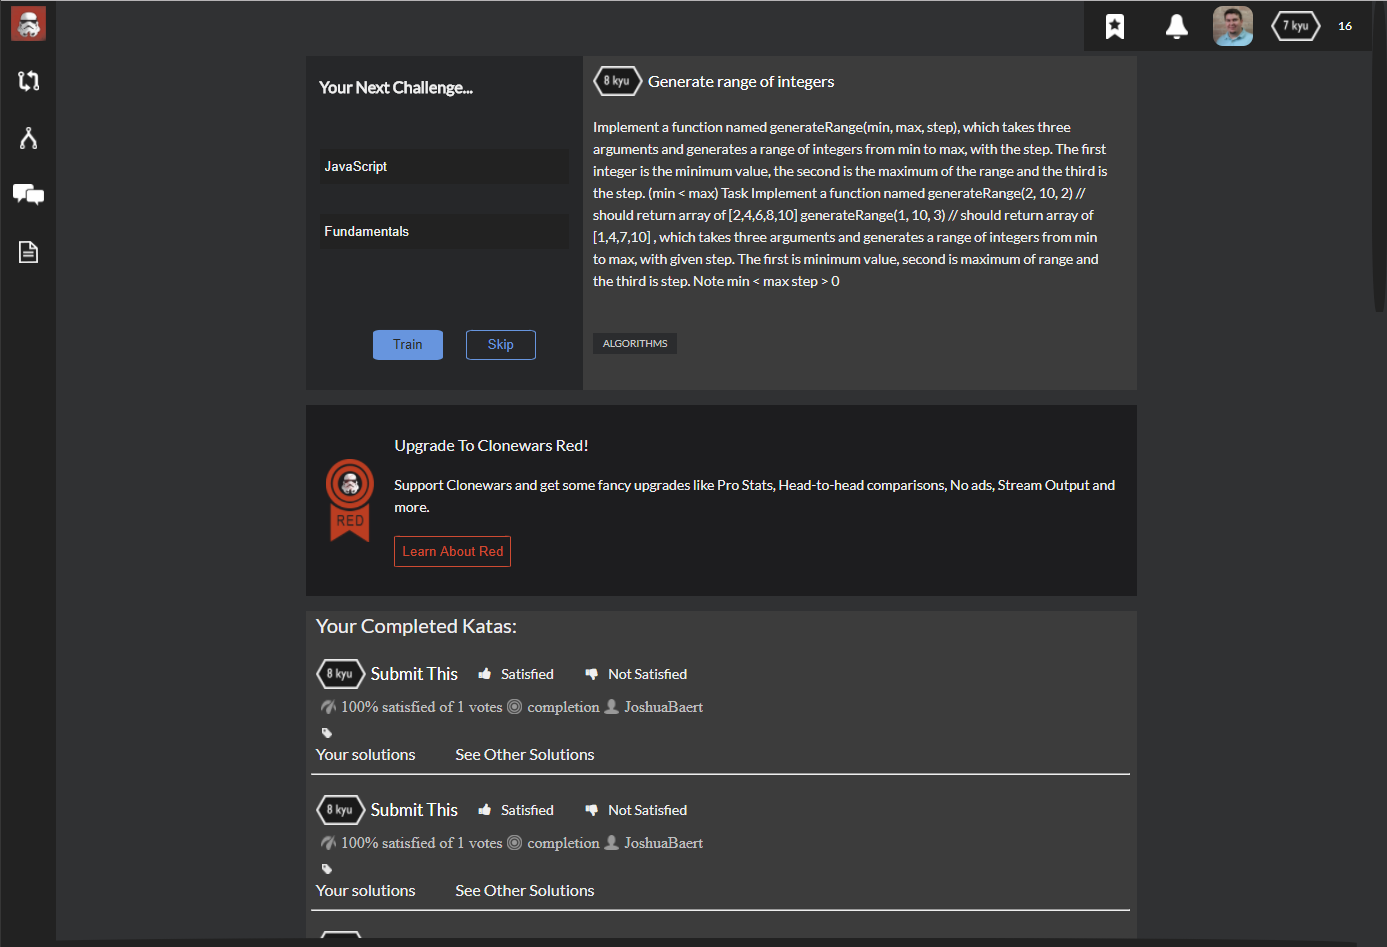 7 kyu 16
Your Next Challenge...
JavaScript
Fundamentals
Train Skip
8 kyu Generate range of integers
Implement a function named generateRange(min, max, step), which takes three
arguments and generates a range of integers from min to max, with the step. The first
integer is the minimum value, the second is the maximum of the range and the third is
the step. (min < max) Task Implement a function named generateRange(2, 10, 2) //
should return array of [2,4,6,8,10] generateRange(1, 10, 3) // should return array of
[1,4,7,10] , which takes three arguments and generates a range of integers from min
to max, with given step. The first is minimum value, second is maximum of range and
the third is step. Note min < max step > 0
ALGORITHMS
RED
Upgrade To Clonewars Red!
Support Clonewars and get some fancy upgrades like Pro Stats, Head-to-head comparisons, No ads, Stream Output and
more.
Learn About Red
Your Completed Katas:
8 kyu Submit This Satisfied Not Satisfied
100% satisfied of 1 votes completion JoshuaBaert
Your solutions See Other Solutions
8 kyu Submit This Satisfied Not Satisfied
100% satisfied of 1 votes completion JoshuaBaert
Your solutions See Other Solutions